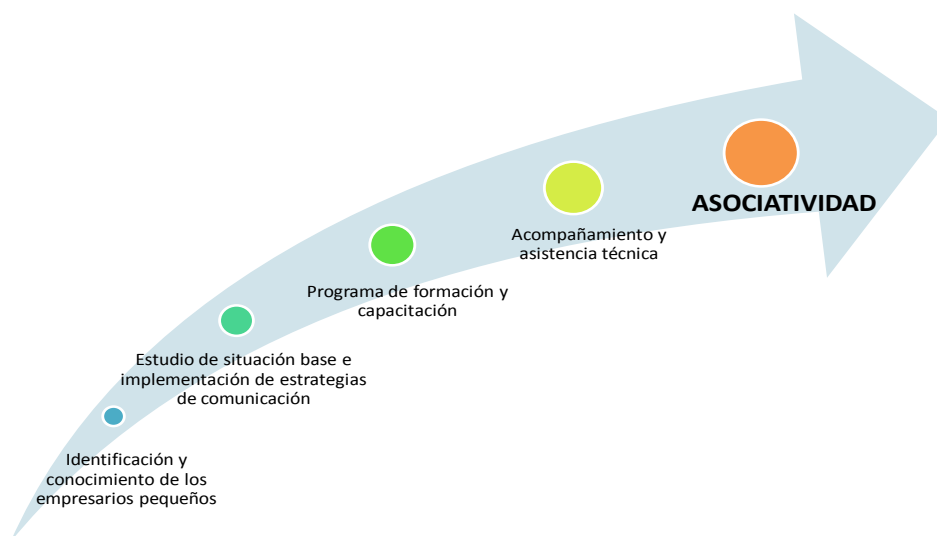 ASOCIATIVIDAD
Acompañamiento y
asistencia técnica
Programa de formación y
capacitación
Estudio de situación base e
implementación de estrategias
de comunicación
Identificación y
conocimiento de los
empresarios pequeños